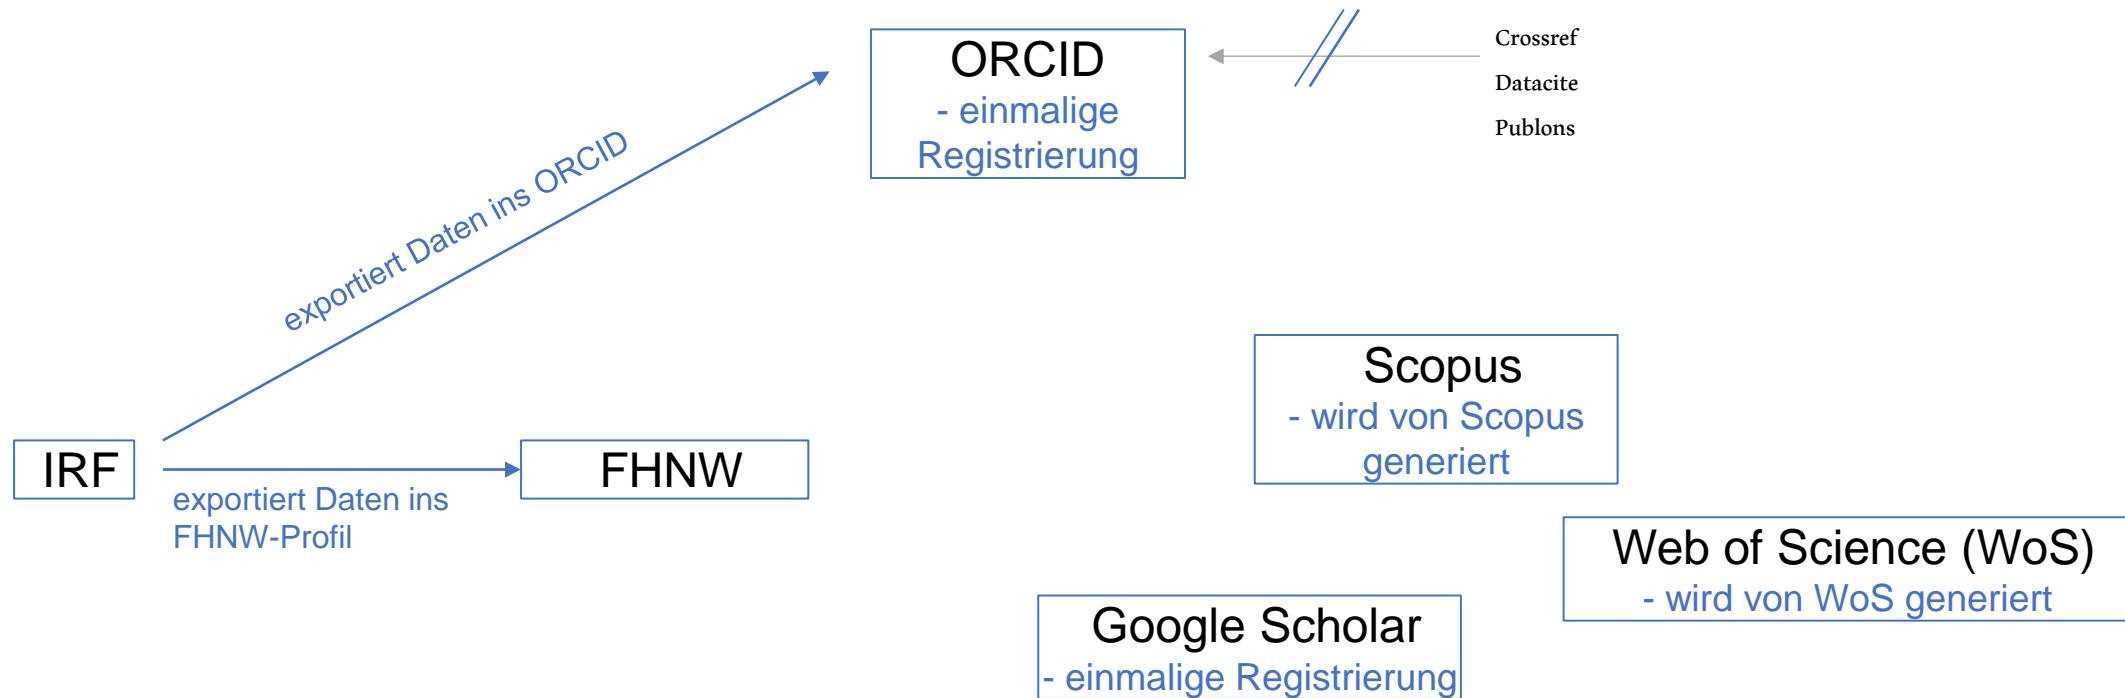 ORCID
- einmalige
Registrierung
Crossref
Datacite
Publons
exportiert Daten ins ORCID
Scopus
- wird von Scopus
generiert
IRF
FHNW
exportiert Daten ins
FHNW-Profil
Web of Science (WoS)
- wird von WoS generiert
Google Scholar
- einmalige Registrierung